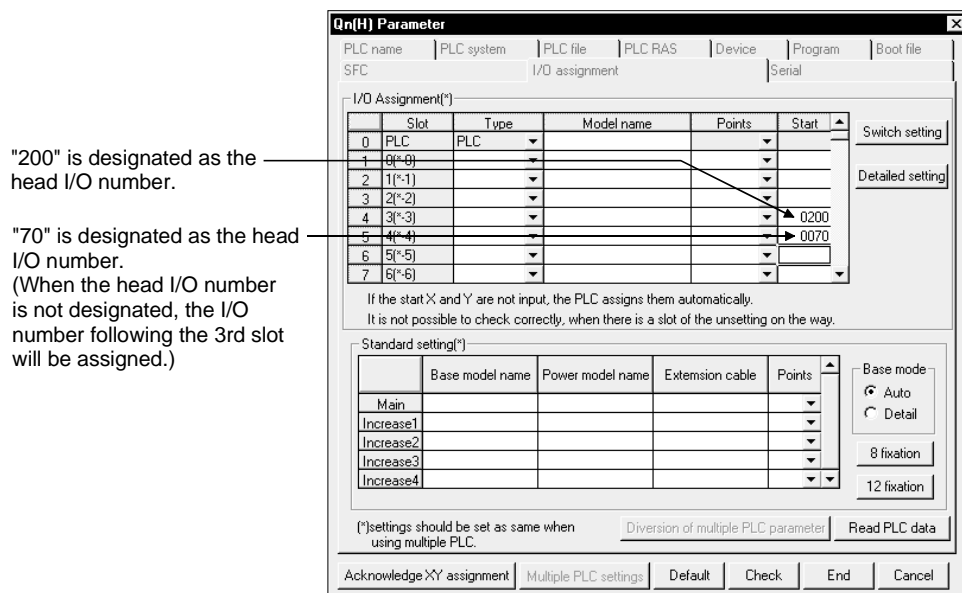 "200" is designated as the
head I/O number.
"70" is designated as the head
I/O number.
(When the head I/O number
is not designated, the I/O
number following the 3rd slot
will be assigned.)
Qn(H) Parameter
PLC name PLC system PLC file PLC RAS Device Program Boot file
SFC I/O assignment Serial
I/O Assignment(*)
Slot Type Model name Points Start
0 PLC PLC
1 0(*-0)
2 1(*-1)
3 2(*-2)
4 3(*-3) 0200
5 4(*-4) 0070
6 5(*-5)
7 6(*-6)
Switch setting
Detailed setting
If the start X and Y are not input, the PLC assigns them automatically.
It is not possible to check correctly, when there is a slot of the unsetting on the way.
Standard setting(*)
Base model name Power model name Extension cable Points
Main
Increase1
Increase2
Increase3
Increase4
Base mode
Auto
Detail
8 fixation
12 fixation
(*)settings should be set as same when
using multiple PLC.
Diversion of multiple PLC parameter Read PLC data
Acknowledge XY assignment Multiple PLC settings Default Check End Cancel